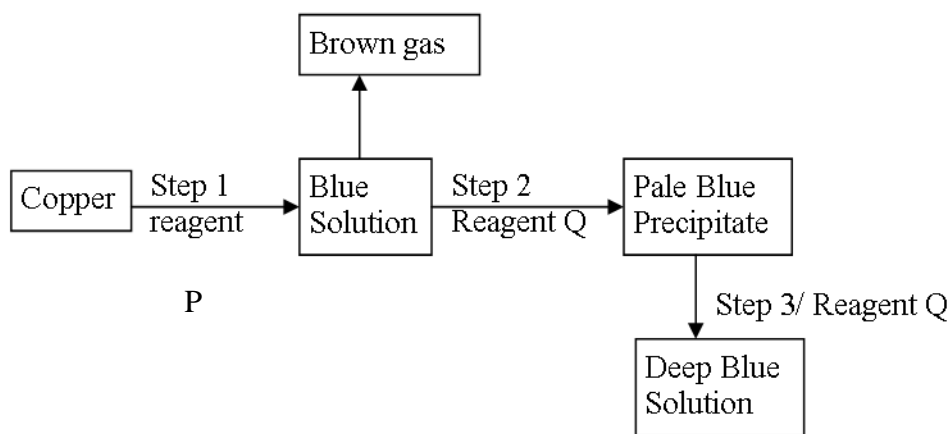 Brown gas
Copper
Step 1
reagent
P
Blue
Solution
Step 2
Reagent Q
Pale Blue
Precipitate
Step 3/ Reagent Q
Deep Blue
Solution